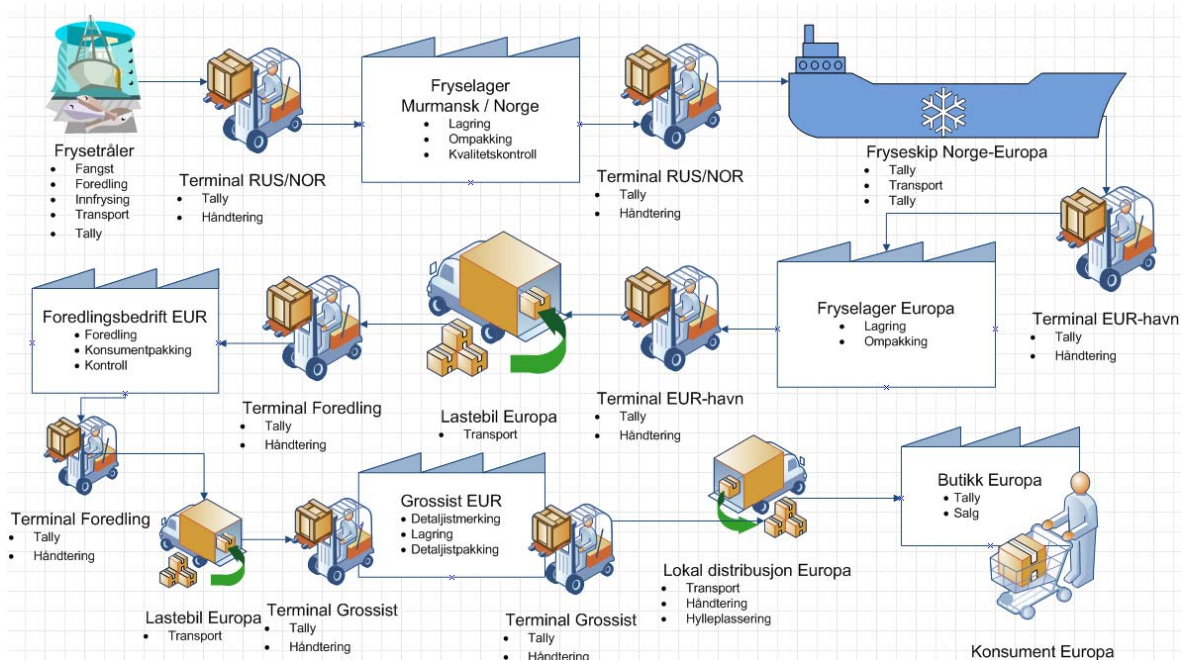 Frysetråler
Fangst
Foredling
Innfrysing
Transport
Tally
Terminal RUS/NOR
Tally
Håndtering
Fryselager
Murmansk / Norge
Lagring
Ompakking
Kvalitetskontroll
Terminal RUS/NOR
Tally
Håndtering
Fryseskip Norge-Europa
Tally
Transport
Tally
Terminal EUR-havn
Tally
Håndtering
Fryselager Europa
Lagring
Ompakking
Terminal EUR-havn
Tally
Håndtering
Lastebil Europa
Transport
Terminal Foredling
Tally
Håndtering
Foredlingsbedrift EUR
Foredling
Konsumentpakking
Kontroll
Terminal Foredling
Tally
Håndtering
Lastebil Europa
Transport
Terminal Grossist
Tally
Håndtering
Grossist EUR
Detaljistmerking
Lagring
Detaljistpakking
Terminal Grossist
Tally
Håndtering
Lokal distribusjon Europa
Transport
Håndtering
Hylleplassering
Butikk Europa
Tally
Salg
Konsument Europa